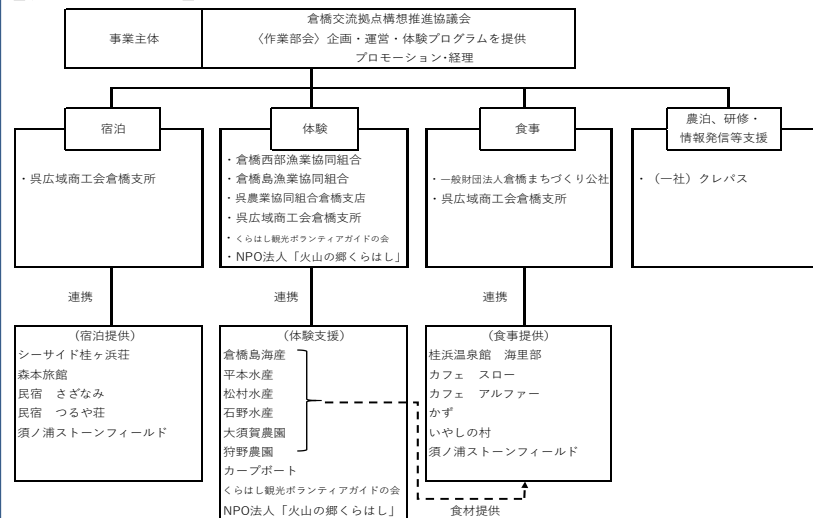 事業主体
倉橋交流拠点構想推進協議会
〈作業部会〉企画・運営・体験プログラムを提供
プロモーション・経理
宿泊
・呉広域商工会倉橋支所
体験
・倉橋西部漁業協同組合
・倉橋島漁業協同組合
・呉農業協同組合倉橋支店
・呉広域商工会倉橋支所
・くらはし観光ボランティアガイドの会
・NPO法人「火山の郷くらはし」
食事
・一般財団法人倉橋まちづくり公社
・呉広域商工会倉橋支所
農泊、研修・
情報発信等支援
・（一社）クレパス
連携
連携
連携
（宿泊提供）
シーサイド桂ヶ浜荘
森本旅館
民宿　さざなみ
民宿　つるや荘
須ノ浦ストーンフィールド
（体験支援）
倉橋島海産
平本水産
松村水産
石野水産
大須賀農園
狩野農園
カープボート
くらはし観光ボランティアガイドの会
NPO法人「火山の郷くらはし」
（食事提供）
桂浜温泉館　海里部
カフェ　スロー
カフェ　アルファー
かず
いやしの村
須ノ浦ストーンフィールド
食材提供